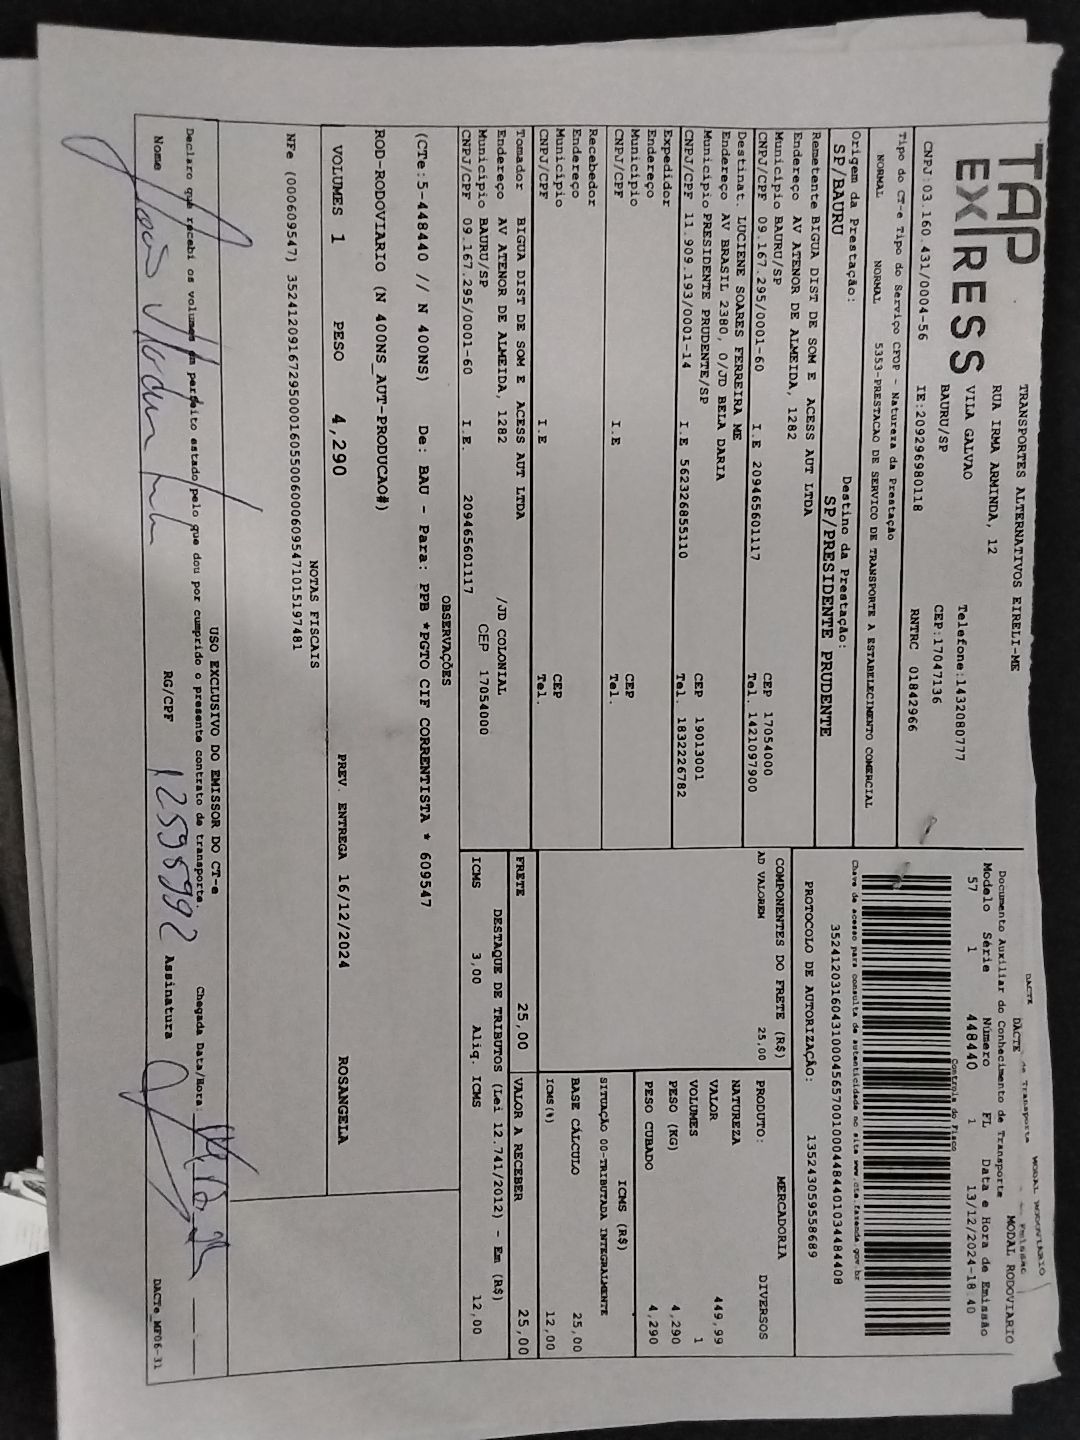 TAP
EXPRESS
TRANSPORTES ALTERNATIVOS EIRELI-ME
RUA IRMA ARMINDA, 12
VILA GALVAO
BAURU/SP
Telefone:1432080777
CEP:17047136
CNPJ:03.160.431/0004-56 IE:209296980118 RNTRC 01842966
DACTE
DACTE MODAL RODOVIARIO
Documento Auxiliar do Conhecimento de Transporte
Modelo Série Número FL Data e Hora de Emissão
57 1 448440 1 13/12/2024-18:40
Controle do Fisco
Chave de acesso para consulta de autenticidade no site www.cte.fazenda.gov.br
PROTOCOLO DE AUTORIZAÇÃO: 135243059558689
Tipo do CT-e Tipo do Serviço CFOP - Natureza da Prestação
NORMAL NORMAL 5353-PRESTACAO DE SERVICO DE TRANSPORTE A ESTABELECIMENTO COMERCIAL
Origem da Prestação: Destino da Prestação:
SP/BAURU SP/PRESIDENTE PRUDENTE
Remetente BIGUA DIST DE SOM E ACESS AUT LTDA
Endereço AV ATENOR DE ALMEIDA, 1282
Município BAURU/SP CEP 17054000
CNPJ/CPF 09.167.295/0001-60 I.E 209465601117 Tel. 1421097900
Destinat. LUCIENE SOARES FERREIRA ME
Endereço AV BRASIL 2380, 0/JD BELA DARIA
Município PRESIDENTE PRUDENTE/SP CEP 19013001
CNPJ/CPF 11.909.193/0001-14 I.E 562326855110 Tel. 1832226782
Expedidor
Endereço
Município CEP
CNPJ/CPF I.E Tel.
Recebedor
Endereço
Município CEP
CNPJ/CPF I.E Tel.
Tomador BIGUA DIST DE SOM E ACESS AUT LTDA
Endereço AV ATENOR DE ALMEIDA, 1282 /JD COLONIAL
Município BAURU/SP CEP 17054000
CNPJ/CPF 09.167.295/0001-60 I.E. 209465601117
COMPONENTES DO FRETE (R$)
AD VALOREM 25,00
PRODUTO: MERCADORIA DIVERSOS
NATUREZA
VALOR 449,99
VOLUMES 1
PESO (KG) 4,290
PESO CUBADO 4,290
ICMS (R$)
SITUAÇÃO 00-TRIBUTADA INTEGRALMENTE
BASE CÁLCULO 25,00
ICMS(%) 12,00
FRETE 25,00 VALOR A RECEBER 25,00
DESTAQUE DE TRIBUTOS (Lei 12.741/2012) - Em (R$)
ICMS 3,00 Aliq. ICMS 12,00
OBSERVAÇÕES
(CTe:5-448440 // N 400NS) De: BAU - Para: PPB *PGTO CIF CORRENTISTA * 609547
ROD-RODOVIARIO (N 400NS_AUT-PRODUCAO#)
VOLUMES 1 PESO 4,290 PREV. ENTREGA 16/12/2024 ROSANGELA
NOTAS FISCAIS
NFe (000609547)
USO EXCLUSIVO DO EMISSOR DO CT-e
Declaro que recebi os volumes em perfeito estado pelo que dou por cumprido o presente contrato de transporte. Chegada Data/Hora:
Nome João RG/CPF Assinatura
DACTe_MF06-31